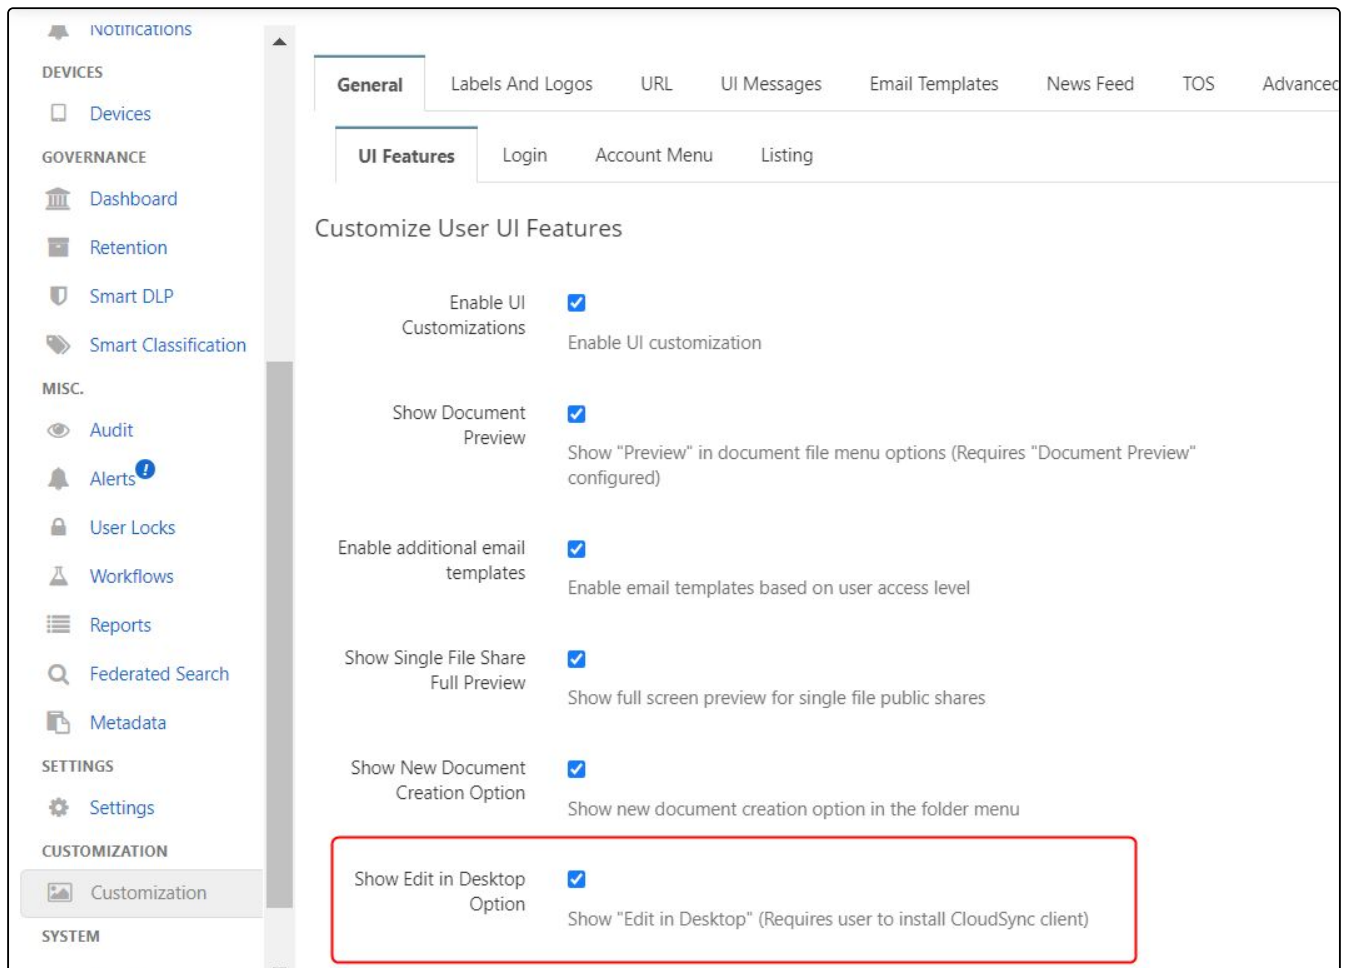 Notifications
DEVICES
Devices
GOVERNANCE
Dashboard
Retention
Smart DLP
Smart Classification
MISC.
Audit
Alerts !
User Locks
Workflows
Reports
Federated Search
Metadata
SETTINGS
Settings
CUSTOMIZATION
Customization
SYSTEM
General Labels And Logos URL UI Messages Email Templates News Feed TOS Advanced
UI Features Login Account Menu Listing
Customize User UI Features
Enable UI
Customizations
Enable UI customization
Show Document
Preview
Show "Preview" in document file menu options (Requires "Document Preview"
configured)
Enable additional email
templates
Enable email templates based on user access level
Show Single File Share
Full Preview
Show full screen preview for single file public shares
Show New Document
Creation Option
Show new document creation option in the folder menu
Show Edit in Desktop
Option
Show "Edit in Desktop" (Requires user to install CloudSync client)